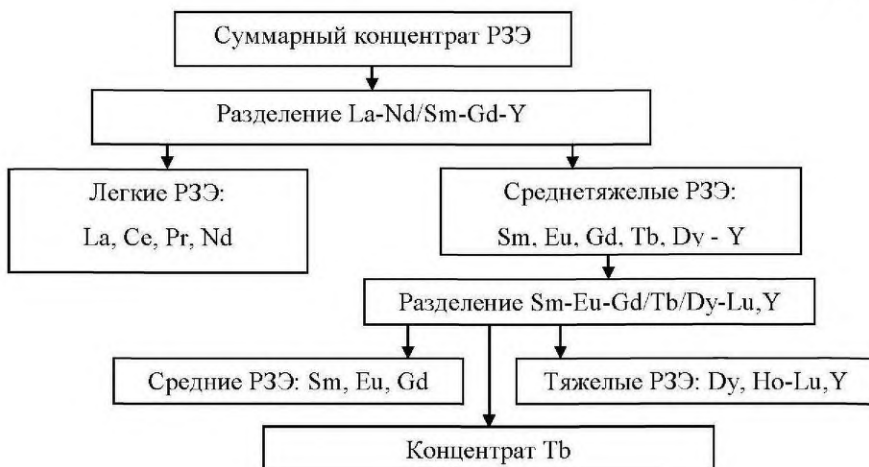 Суммарный концентрат РЗЭ
Разделение La-Nd/Sm-Gd-Y
Легкие РЗЭ:
La, Ce, Pr, Nd
Среднетяжелые РЗЭ:
Sm, Eu, Gd, Tb, Dy - Y
Разделение Sm-Eu-Gd/Tb/Dy-Lu,Y
Средние РЗЭ: Sm, Eu, Gd
Тяжелые РЗЭ: Dy, Ho-Lu,Y
Концентрат Tb